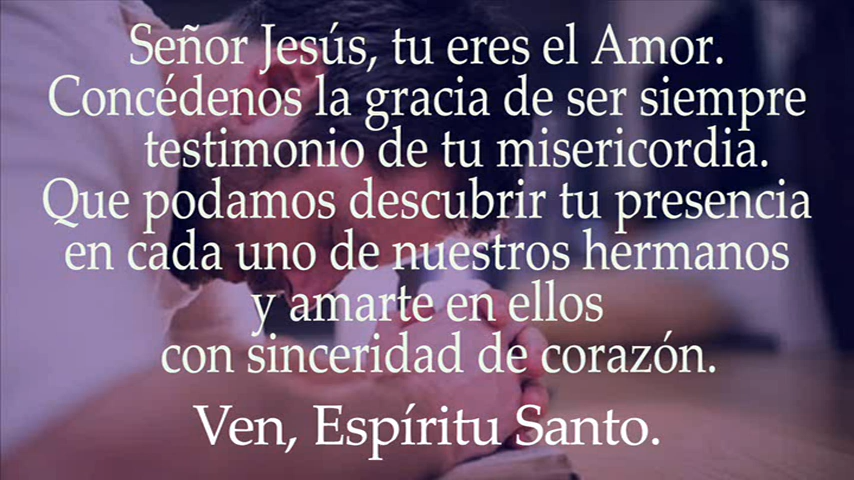 Señor Jesús, tu eres el Amor.
Concédenos la gracia de ser siempre
testimonio de tu misericordia.
Que podamos descubrir tu presencia
en cada uno de nuestros hermanos
y amarte en ellos
con sinceridad de corazón.
Ven, Espíritu Santo.